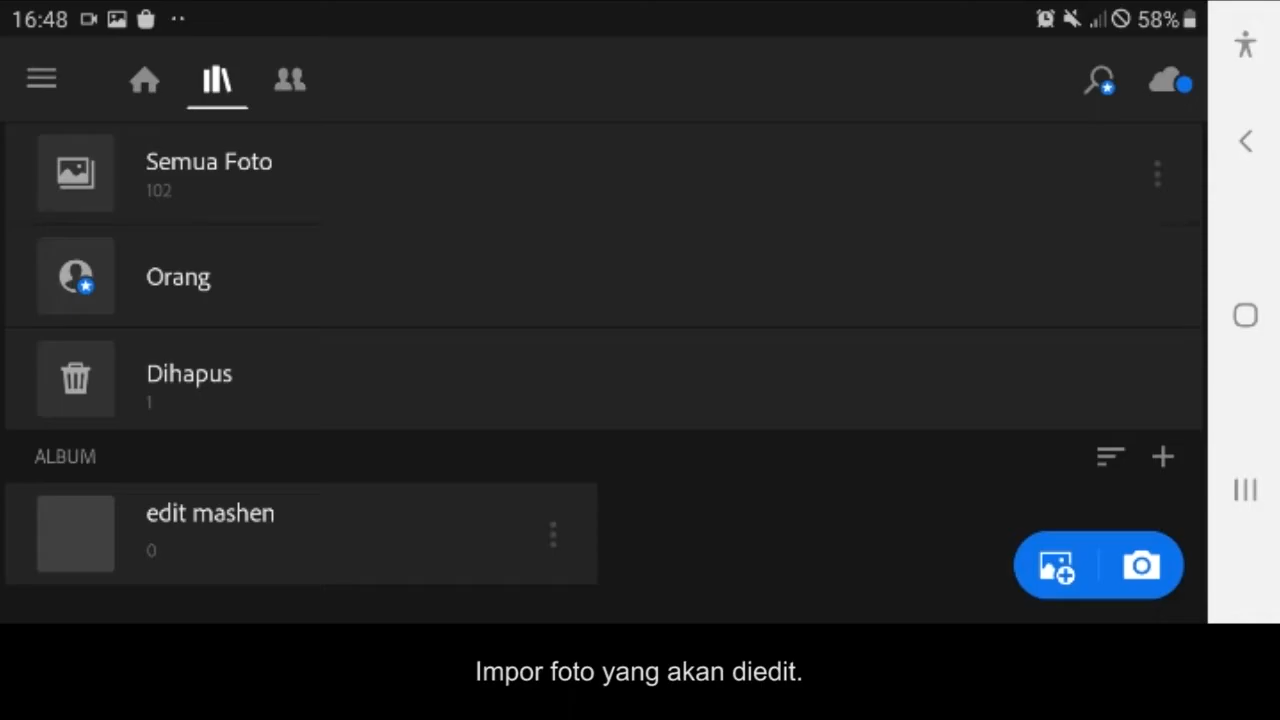 16:48
58%
Semua Foto
102
Orang
Dihapus
1
ALBUM
edit mashen
0
Impor foto yang akan diedit.